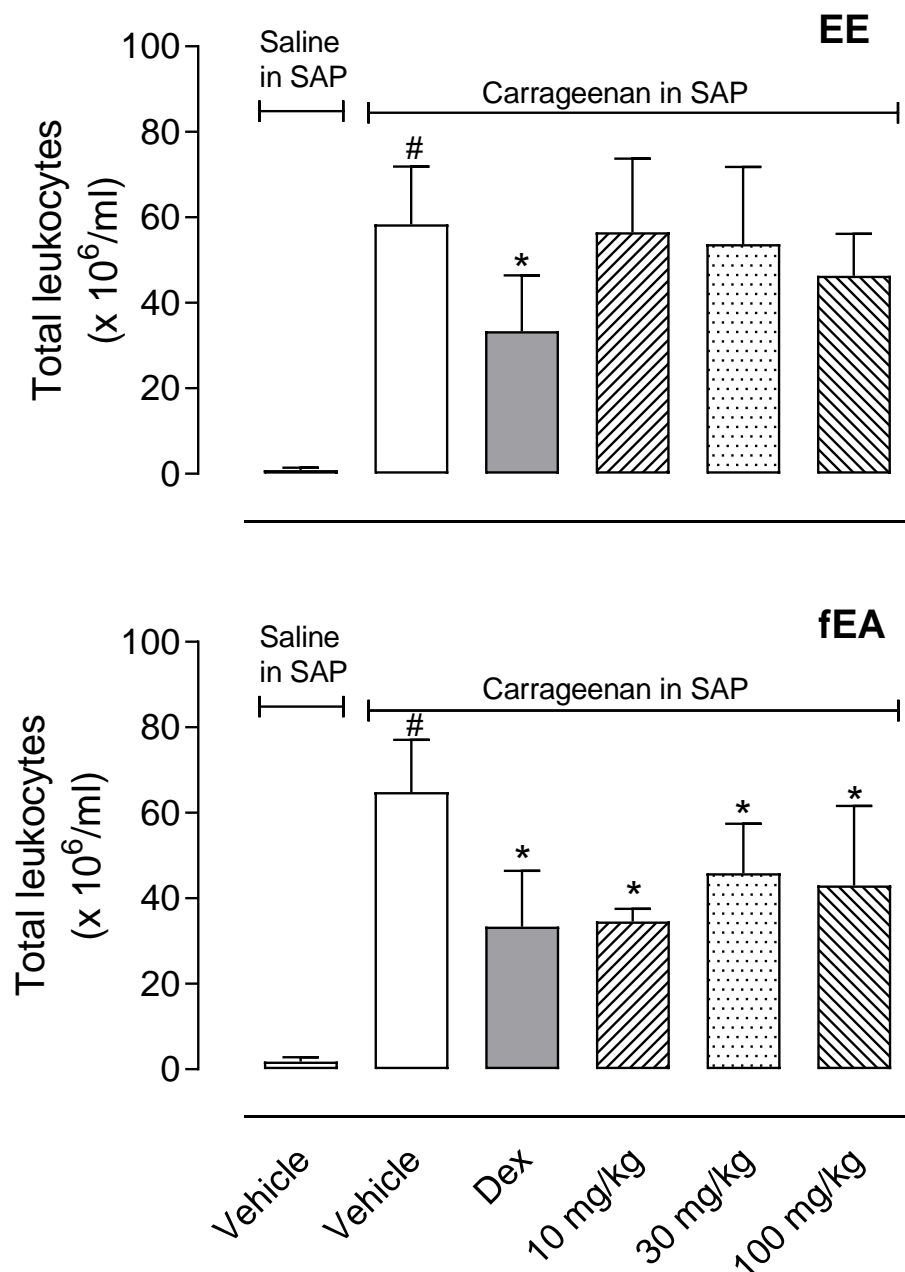 EE
Saline
in SAP
Carrageenan in SAP
Total leukocytes
(x 10⁶/ml)
100
80
60
40
20
0
#
*
fEA
Saline
in SAP
Carrageenan in SAP
Total leukocytes
(x 10⁶/ml)
100
80
60
40
20
0
#
*
*
*
*
Vehicle
Vehicle
Dex
10 mg/kg
30 mg/kg
100 mg/kg